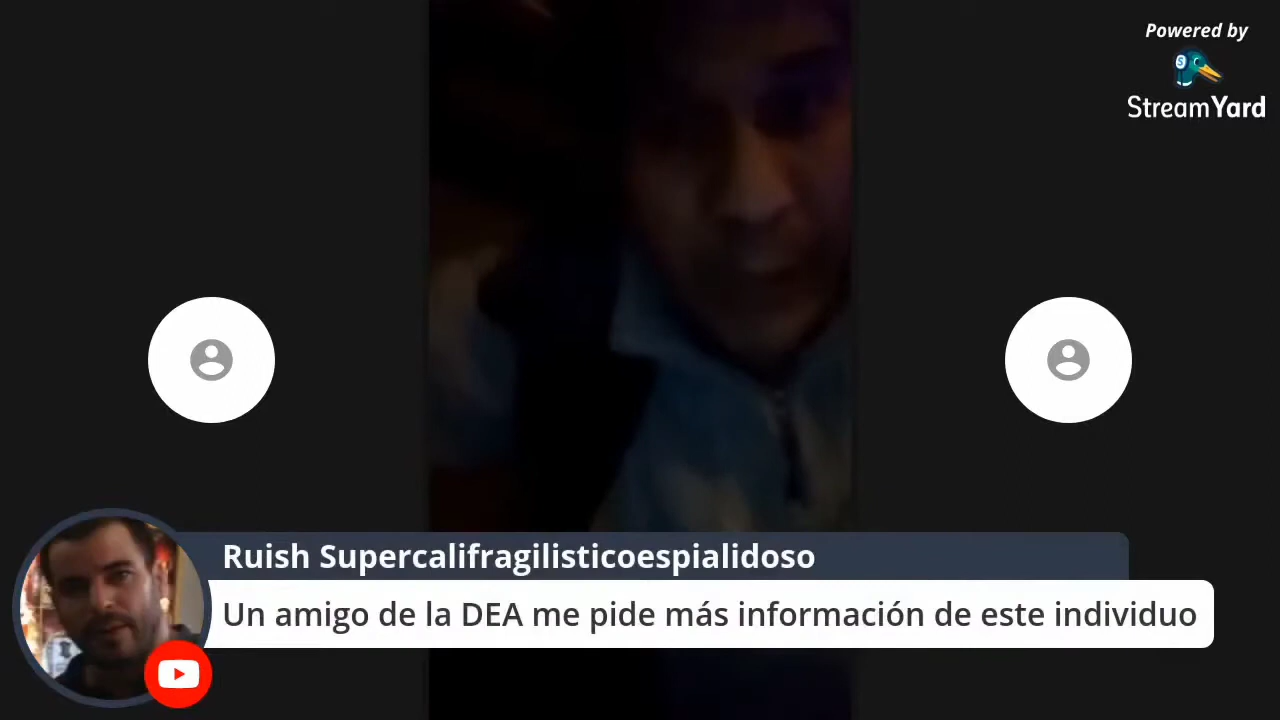 Powered by
StreamYard
Ruish Supercalifragilisticoespialidoso
Un amigo de la DEA me pide más información de este individuo